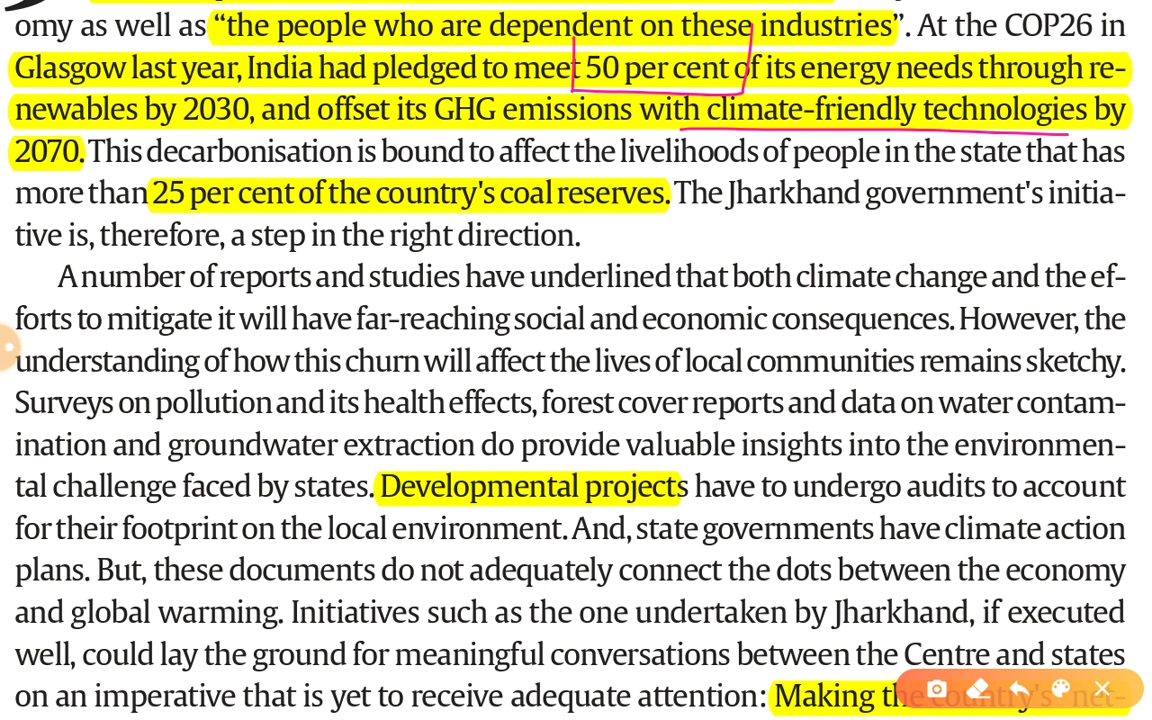 omy as well as “the people who are dependent on these industries”. At the COP26 in
Glasgow last year, India had pledged to meet 50 per cent of its energy needs through re-
newables by 2030, and offset its GHG emissions with climate-friendly technologies by
2070. This decarbonisation is bound to affect the livelihoods of people in the state that has
more than 25 per cent of the country's coal reserves. The Jharkhand government's initia-
tive is, therefore, a step in the right direction.
A number of reports and studies have underlined that both climate change and the ef-
forts to mitigate it will have far-reaching social and economic consequences. However, the
understanding of how this churn will affect the lives of local communities remains sketchy.
Surveys on pollution and its health effects, forest cover reports and data on water contam-
ination and groundwater extraction do provide valuable insights into the environmen-
tal challenge faced by states. Developmental projects have to undergo audits to account
for their footprint on the local environment. And, state governments have climate action
plans. But, these documents do not adequately connect the dots between the economy
and global warming. Initiatives such as the one undertaken by Jharkhand, if executed
well, could lay the ground for meaningful conversations between the Centre and states
on an imperative that is yet to receive adequate attention: Making the country's "net-